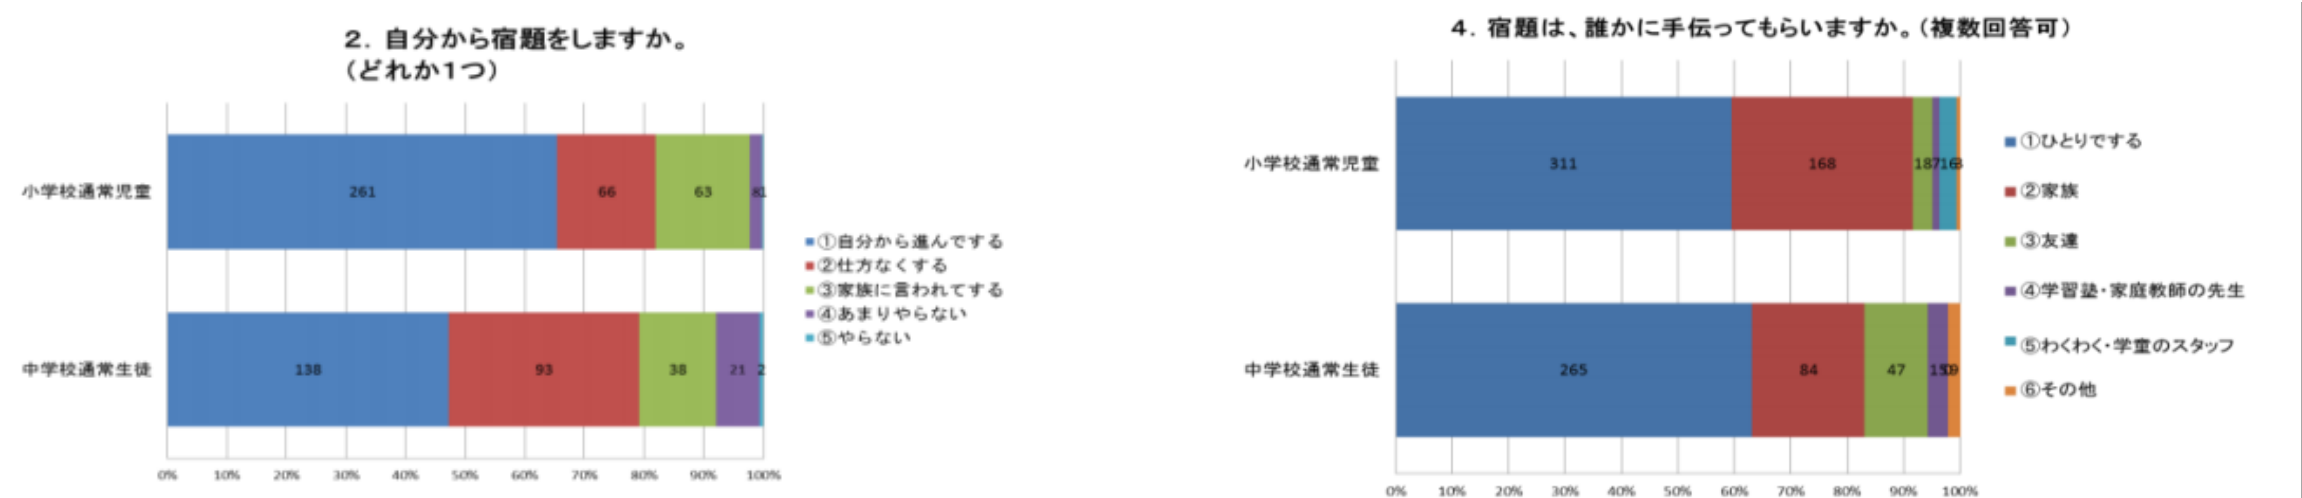 2. 自分から宿題をしますか。
(どれか1つ)
小学校通常児童
261 66 63 8 1
中学校通常生徒
138 93 38 21 2
0% 10% 20% 30% 40% 50% 60% 70% 80% 90% 100%
①自分から進んでする
②仕方なくする
③家族に言われてする
④あまりやらない
⑤やらない
4. 宿題は、誰かに手伝ってもらいますか。(複数回答可)
小学校通常児童
311 168 18 7 16 3
中学校通常生徒
265 84 47 15 0 9
0% 10% 20% 30% 40% 50% 60% 70% 80% 90% 100%
①ひとりでする
②家族
③友達
④学習塾・家庭教師の先生
⑤わくわく・学童のスタッフ
⑥その他